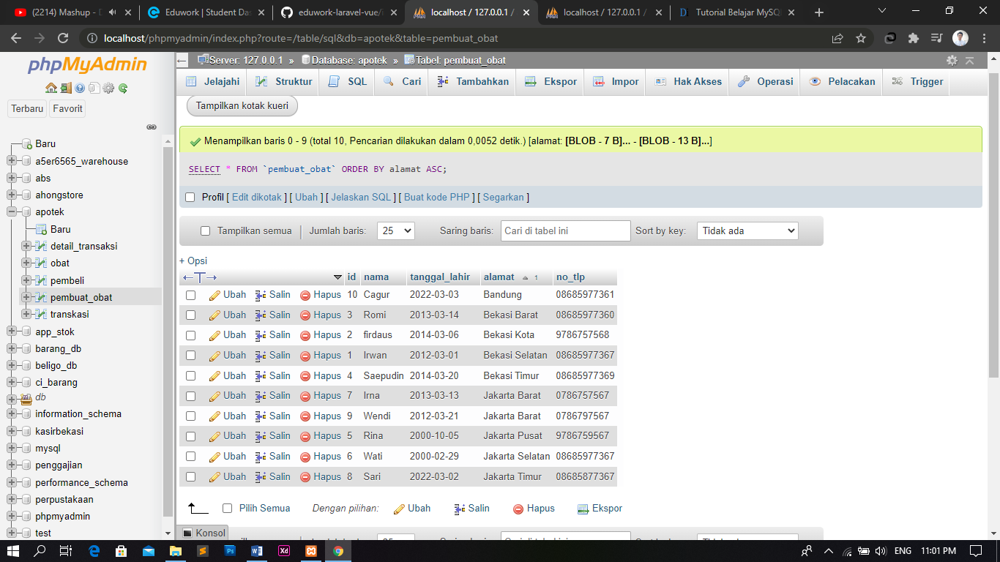 (2214) Mashup - D
Eduwork | Student Das
eduwork-laravel-vue/
localhost / 127.0.0.1 /
localhost / 127.0.0.1 /
Tutorial Belajar MySQL
localhost/phpmyadmin/index.php?route=/table/sql&db=apotek&table=pembuat_obat
phpMyAdmin
Terbaru Favorit
Baru
a5er6565_warehouse
abs
ahongstore
apotek
Baru
detail_transaksi
obat
pembeli
pembuat_obat
transkasi
app_stok
barang_db
beligo_db
ci_barang
db
information_schema
kasirbekasi
mysql
penggajian
performance_schema
perpustakaan
phpmyadmin
test
Server: 127.0.0.1 » Database: apotek » Tabel: pembuat_obat
Jelajahi Struktur SQL Cari Tambahkan Ekspor Impor Hak Akses Operasi Pelacakan Trigger
Tampilkan kotak kueri
Menampilkan baris 0 - 9 (total 10, Pencarian dilakukan dalam 0,0052 detik.) [alamat: [BLOB - 7 B]... - [BLOB - 13 B]...]
SELECT * FROM `pembuat_obat` ORDER BY alamat ASC;
Profil [ Edit dikotak ] [ Ubah ] [ Jelaskan SQL ] [ Buat kode PHP ] [ Segarkan ]
Tampilkan semua | Jumlah baris: 25 Saring baris: Cari di tabel ini Sort by key: Tidak ada
+ Opsi
←T→ id nama tanggal_lahir alamat 1 no_tlp
Ubah Salin Hapus 10 Cagur 2022-03-03 Bandung 08685977361
Ubah Salin Hapus 3 Romi 2013-03-14 Bekasi Barat 08685977360
Ubah Salin Hapus 2 firdaus 2014-03-06 Bekasi Kota 9786757568
Ubah Salin Hapus 1 Irwan 2012-03-01 Bekasi Selatan 08685977367
Ubah Salin Hapus 4 Saepudin 2014-03-20 Bekasi Timur 08685977369
Ubah Salin Hapus 7 Irna 2013-03-13 Jakarta Barat 0786757567
Ubah Salin Hapus 9 Wendi 2012-03-21 Jakarta Barat 0786797567
Ubah Salin Hapus 5 Rina 2000-10-05 Jakarta Pusat 9786759567
Ubah Salin Hapus 6 Wati 2000-02-29 Jakarta Selatan 08685977367
Ubah Salin Hapus 8 Sari 2022-03-02 Jakarta Timur 08685877367
Pilih Semua Dengan pilihan: Ubah Salin Hapus Ekspor
Konsol
ENG 11:01 PM